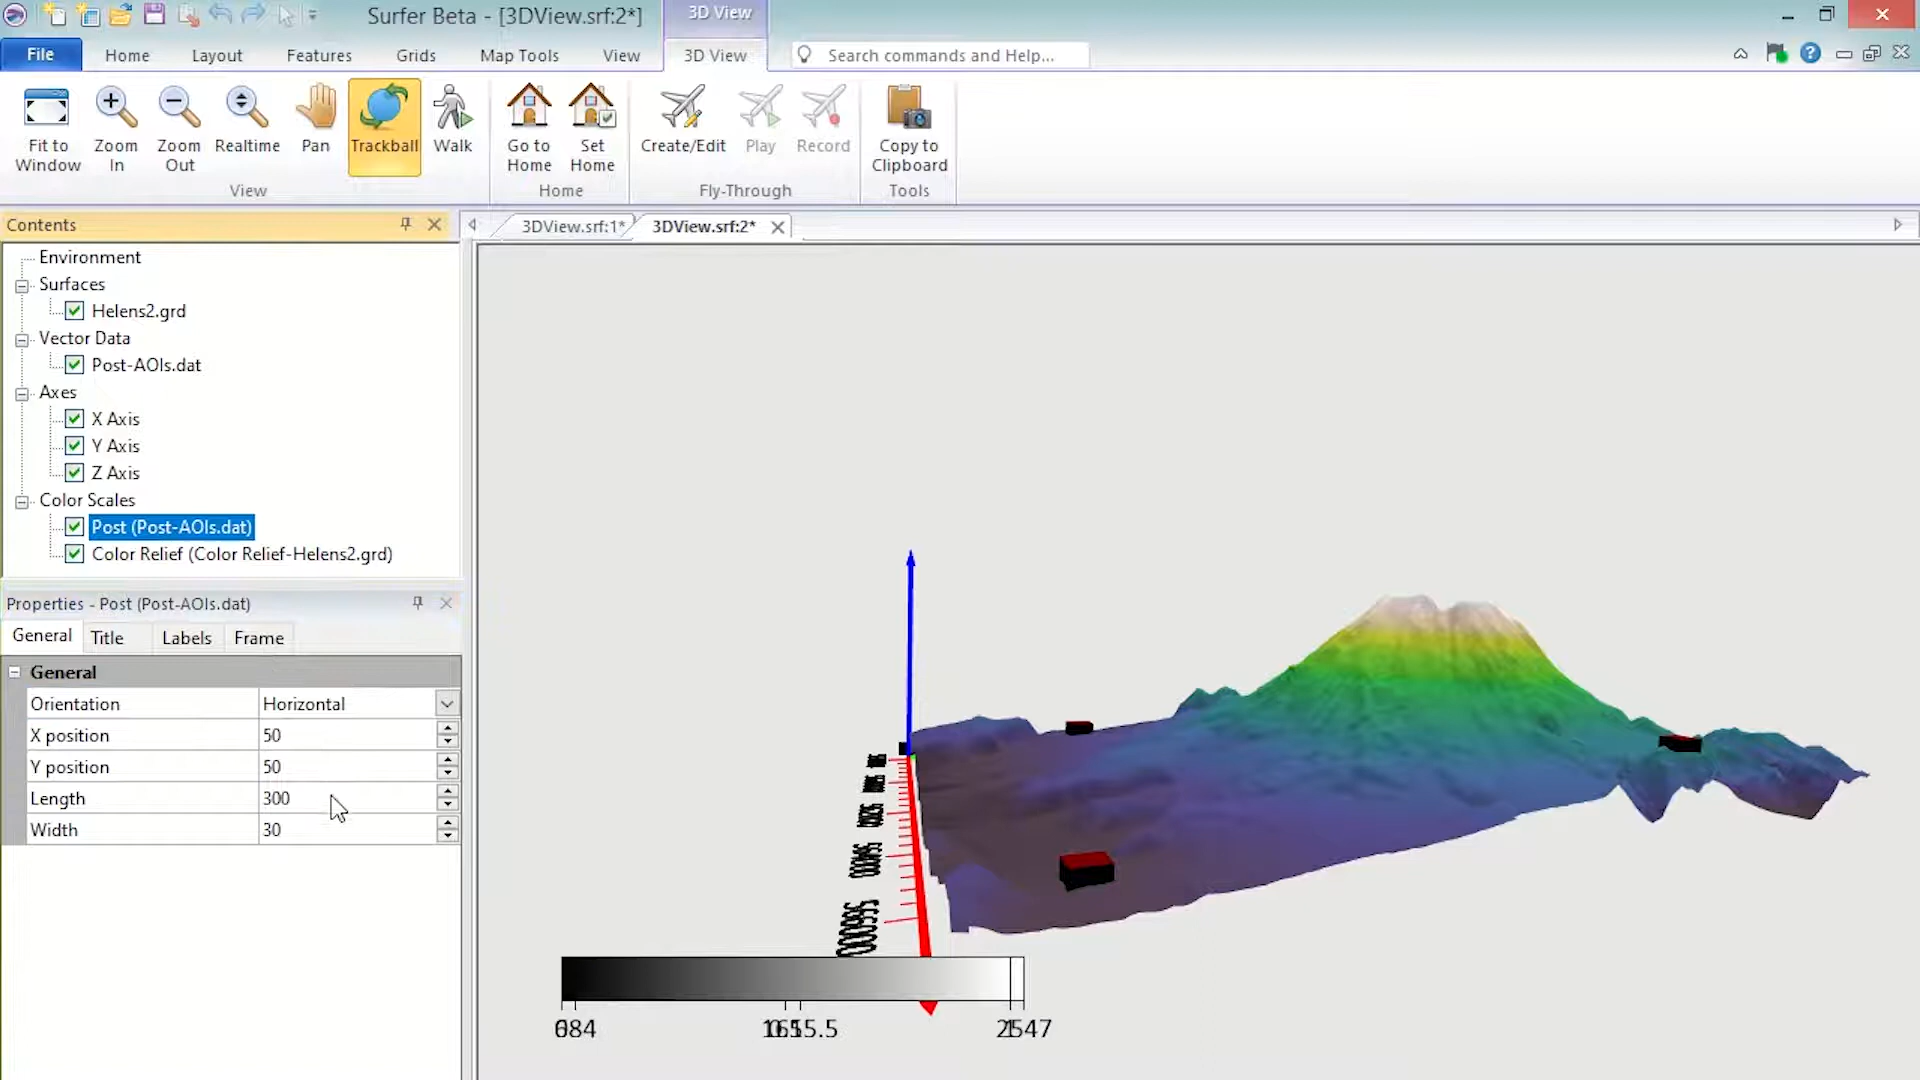 Surfer Beta - [3DView.srf:2*]
3D View
File
Home
Layout
Features
Grids
Map Tools
View
3D View
Search commands and Help...
Fit to Window
Zoom In
Zoom Out
Realtime
Pan
Trackball
Walk
Go to Home
Set Home
Create/Edit
Play
Record
Copy to Clipboard
View
Home
Fly-Through
Tools
Contents
3DView.srf:1*
3DView.srf:2*
Environment
Surfaces
Helens2.grd
Vector Data
Post-AOIs.dat
Axes
X Axis
Y Axis
Z Axis
Color Scales
Post (Post-AOIs.dat)
Color Relief (Color Relief-Helens2.grd)
Properties - Post (Post-AOIs.dat)
General
Title
Labels
Frame
General
Orientation Horizontal
X position 50
Y position 50
Length 300
Width 30